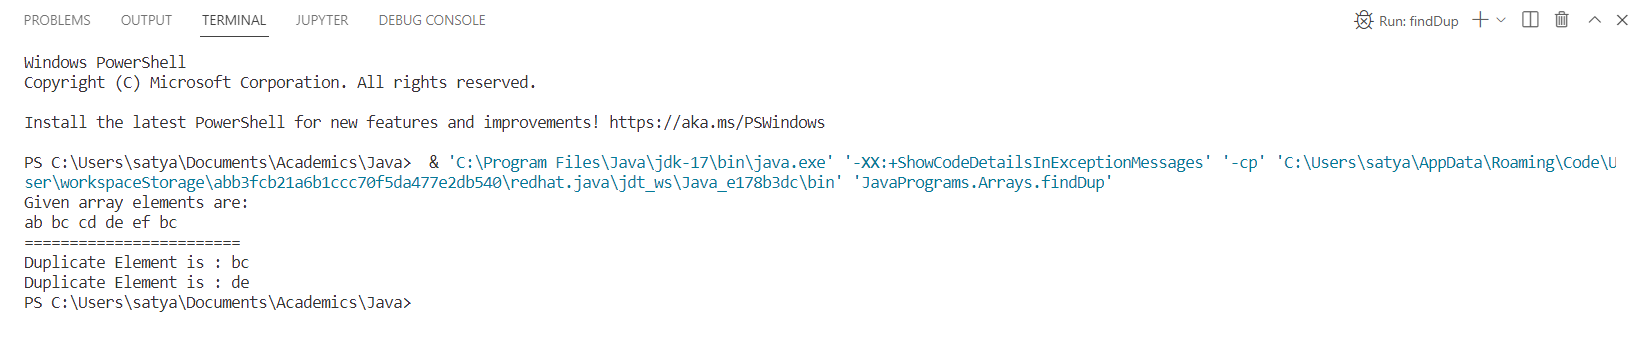 PROBLEMS OUTPUT TERMINAL JUPYTER DEBUG CONSOLE Run: findDup
Windows PowerShell
Copyright (C) Microsoft Corporation. All rights reserved.
Install the latest PowerShell for new features and improvements! https://aka.ms/PSWindows
PS C:\Users\satya\Documents\Academics\Java>  & 'C:\Program Files\Java\jdk-17\bin\java.exe' '-XX:+ShowCodeDetailsInExceptionMessages' '-cp' 'C:\Users\satya\AppData\Roaming\Code\U
ser\workspaceStorage\abb3fcb21a6b1ccc70f5da477e2db540\redhat.java\jdt_ws\Java_e178b3dc\bin' 'JavaPrograms.Arrays.findDup'
Given array elements are:
ab bc cd de ef bc
========================
Duplicate Element is : bc
Duplicate Element is : de
PS C:\Users\satya\Documents\Academics\Java>